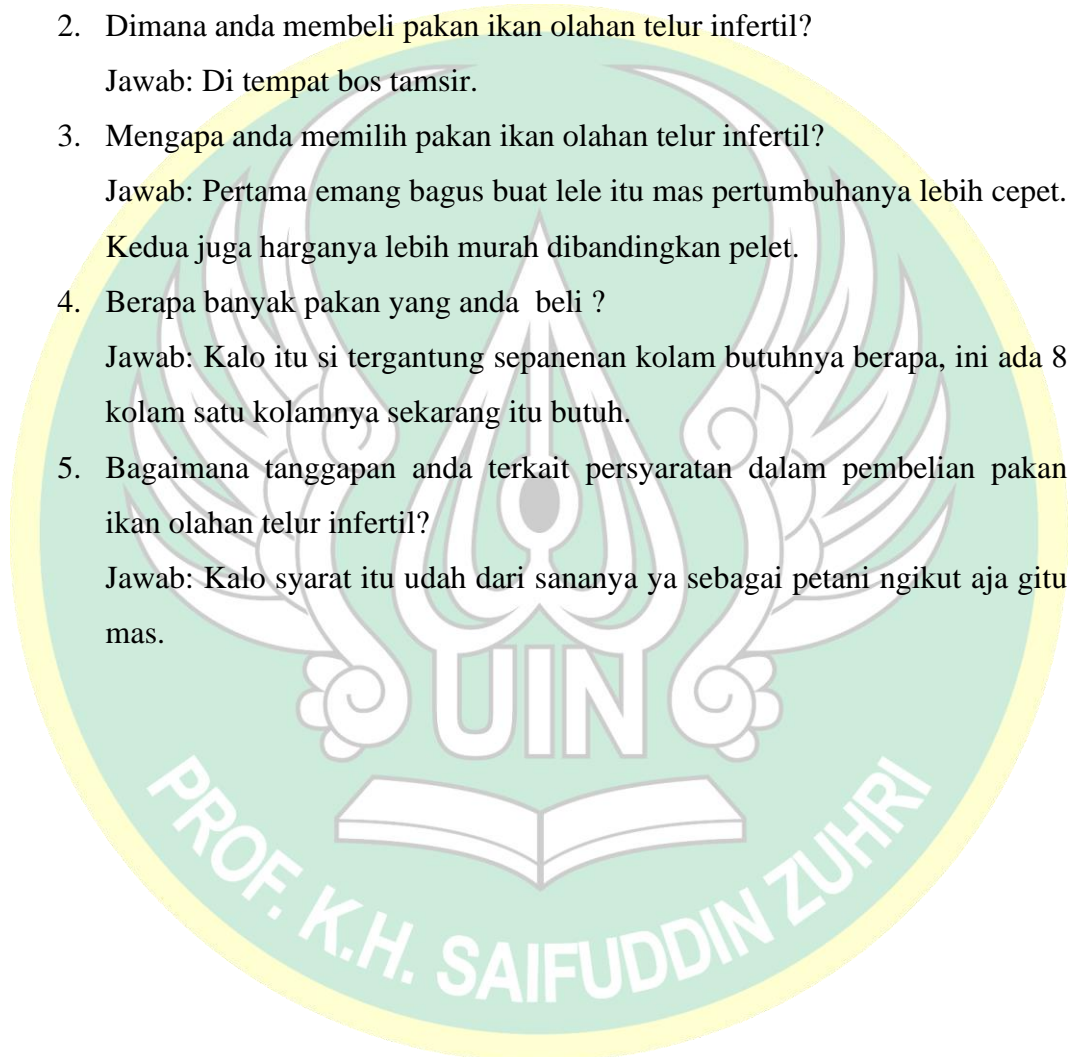 2. Dimana anda membeli pakan ikan olahan telur infertil?
Jawab: Di tempat bos tamsir.
3. Mengapa anda memilih pakan ikan olahan telur infertil?
Jawab: Pertama emang bagus buat lele itu mas pertumbuhanya lebih cepet.
Kedua juga harganya lebih murah dibandingkan pelet.
4. Berapa banyak pakan yang anda beli ?
Jawab: Kalo itu si tergantung sepanenan kolam butuhnya berapa, ini ada 8
kolam satu kolamnya sekarang itu butuh.
5. Bagaimana tanggapan anda terkait persyaratan dalam pembelian pakan
ikan olahan telur infertil?
Jawab: Kalo syarat itu udah dari sananya ya sebagai petani ngikut aja gitu
mas.
UIN
PROF. K.H. SAIFUDDIN ZUHRI